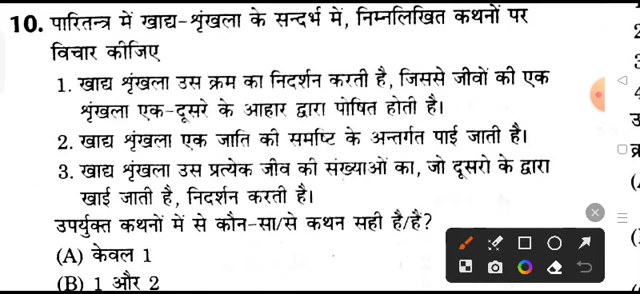 10. पारितन्त्र में खाद्य-शृंखला के सन्दर्भ में, निम्नलिखित कथनों पर
विचार कीजिए
1. खाद्य शृंखला उस क्रम का निदर्शन करती है, जिससे जीवों की एक
शृंखला एक-दूसरे के आहार द्वारा पोषित होती है।
2. खाद्य शृंखला एक जाति की समष्टि के अन्तर्गत पाई जाती है।
3. खाद्य शृंखला उस प्रत्येक जीव की संख्याओं का, जो दूसरो के द्वारा
खाई जाती है, निदर्शन करती है।
उपर्युक्त कथनों में से कौन-सा/से कथन सही है/हैं?
(A) केवल 1
(B) 1 और 2